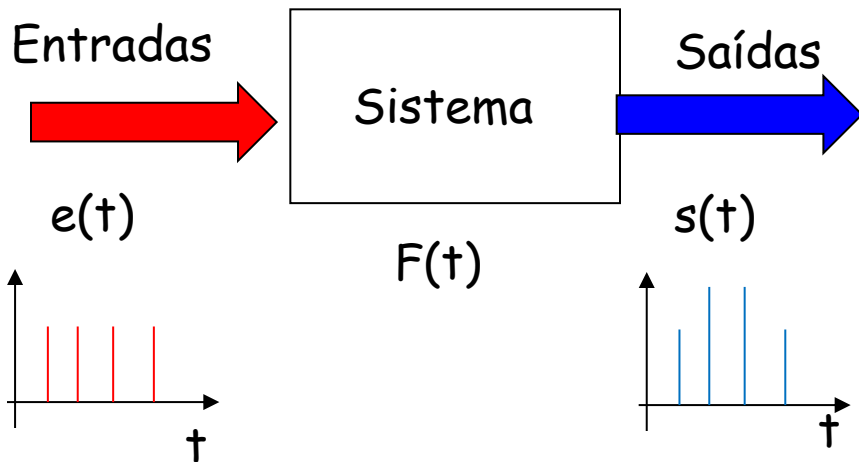 Entradas
Saídas
Sistema
e(t)
s(t)
F(t)
t
t